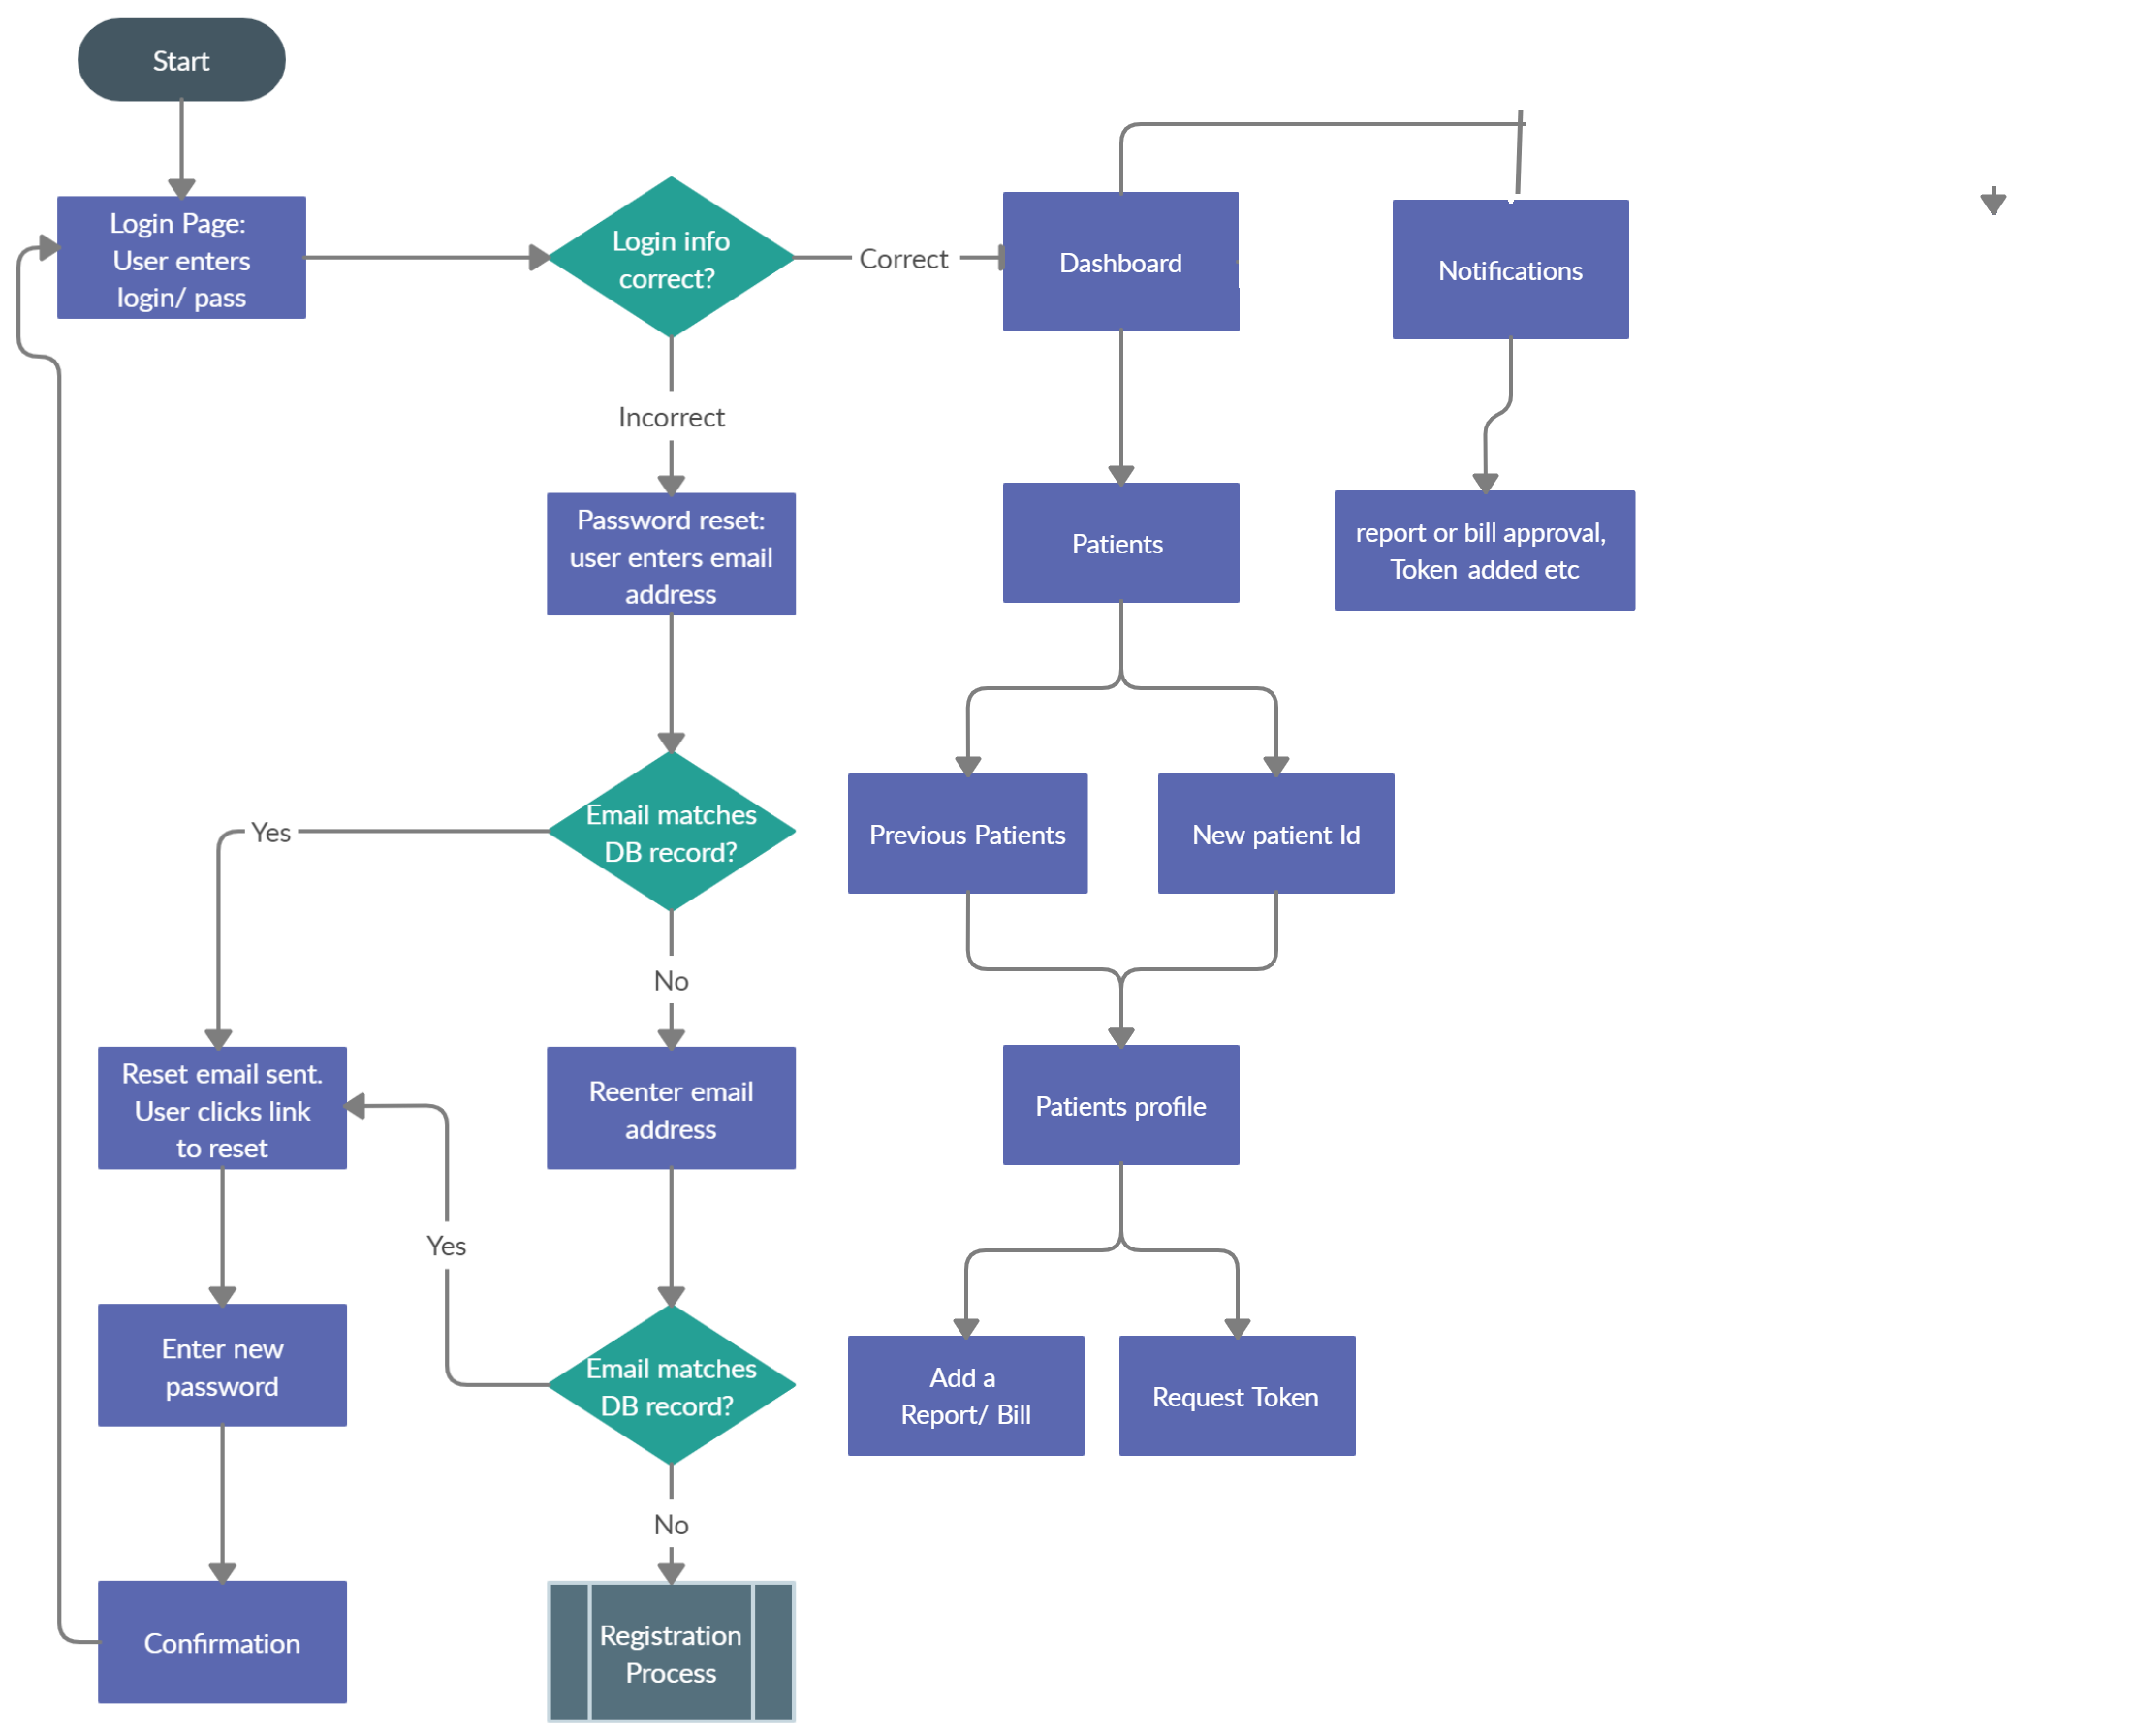 Start
Login Page:
User enters
login/ pass
Login info
correct?
Correct
Dashboard
Notifications
Incorrect
Password reset:
user enters email
address
Patients
report or bill approval,
Token added etc
Email matches
DB record?
Yes
Previous Patients
New patient Id
No
Reset email sent.
User clicks link
to reset
Reenter email
address
Patients profile
Yes
Enter new
password
Email matches
DB record?
Add a
Report/ Bill
Request Token
No
Confirmation
Registration
Process